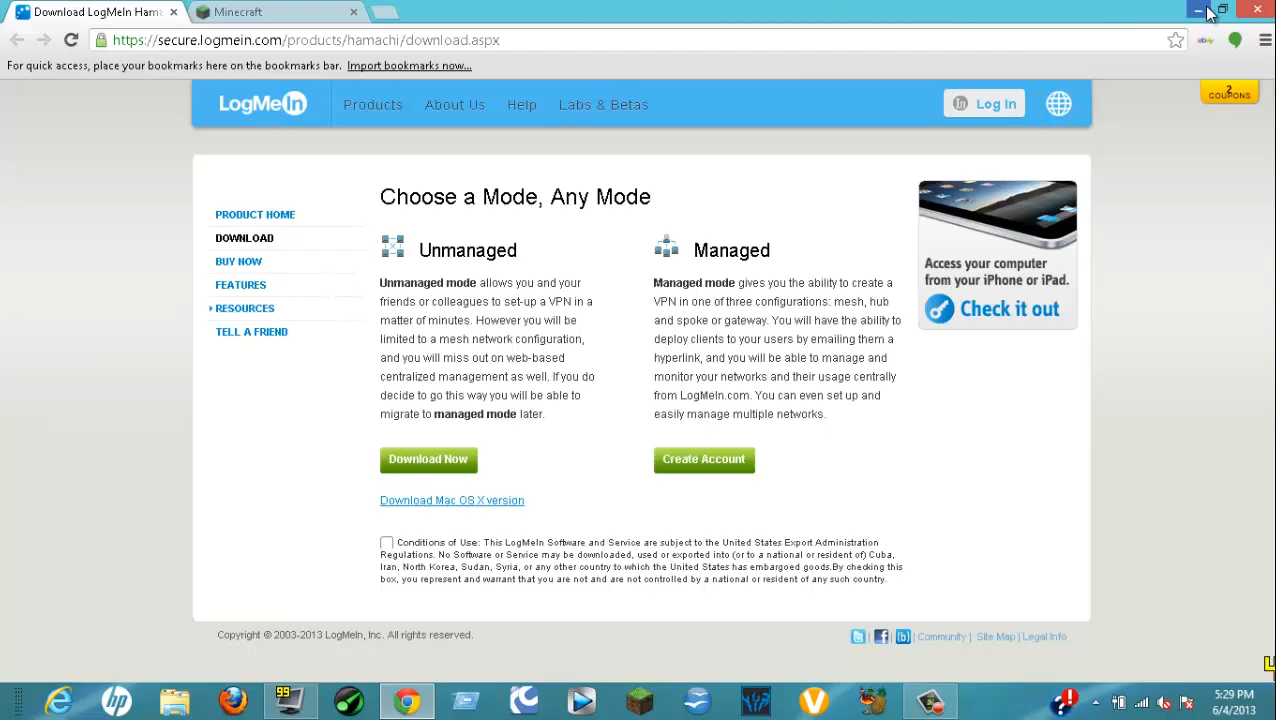 Download LogMeIn Hama
Minecraft
https://secure.logmein.com/products/hamachi/download.aspx
ebay
For quick access, place your bookmarks here on the bookmarks bar. Import bookmarks now...
LogMeIn
Products About Us Help Labs & Betas
In Log In
2
COUPONS
PRODUCT HOME
DOWNLOAD
BUY NOW
FEATURES
RESOURCES
TELL A FRIEND
Choose a Mode, Any Mode
Unmanaged
Unmanaged mode allows you and your
friends or colleagues to set-up a VPN in a
matter of minutes. However you will be
limited to a mesh network configuration,
and you will miss out on web-based
centralized management as well. If you do
decide to go this way you will be able to
migrate to managed mode later.
Download Now
Download Mac OS X version
Managed
Managed mode gives you the ability to create a
VPN in one of three configurations: mesh, hub
and spoke or gateway. You will have the ability to
deploy clients to your users by emailing them a
hyperlink, and you will be able to manage and
monitor your networks and their usage centrally
from LogMeIn.com. You can even set up and
easily manage multiple networks.
Create Account
Access your computer
from your iPhone or iPad.
Check it out
Conditions of Use: This LogMeIn Software and Service are subject to the United States Export Administration
Regulations. No Software or Service may be downloaded, used or exported into (or to a national or resident of) Cuba,
Iran, North Korea, Sudan, Syria, or any other country to which the United States has embargoed goods.By checking this
box, you represent and warrant that you are not and are not controlled by a national or resident of any such country.
Copyright © 2003-2013 LogMeIn, Inc. All rights reserved.
Community | Site Map | Legal Info
99
hp
5:29 PM
6/4/2013